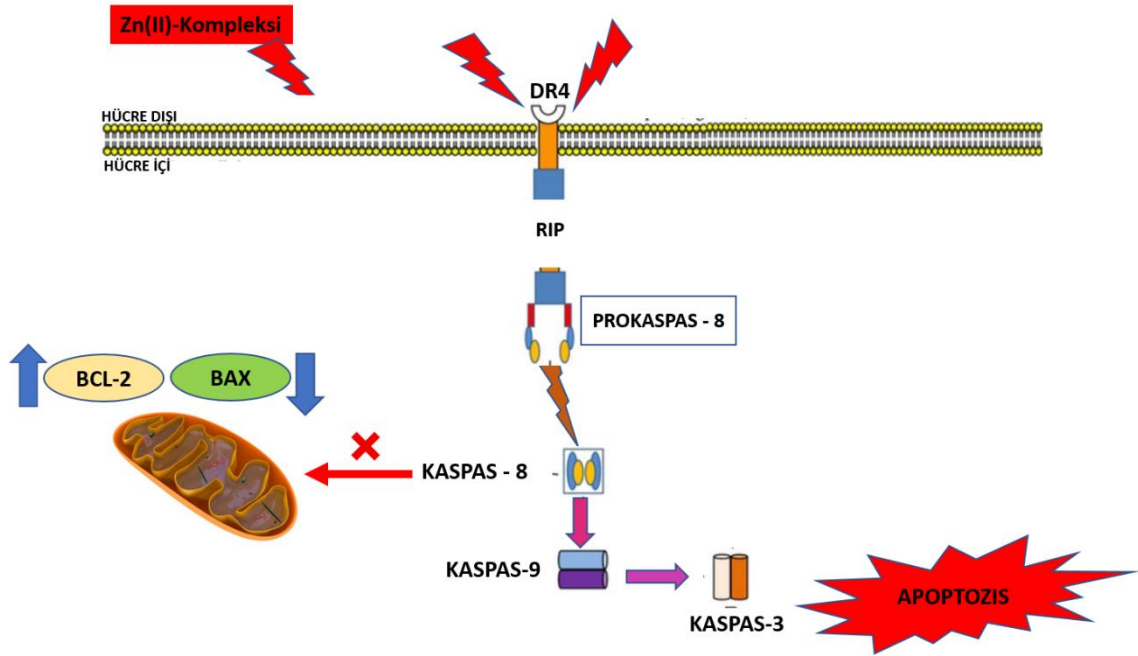 Zn(II)-Kompleksi
DR4
HÜCRE DIŞI
HÜCRE İÇİ
RIP
PROKASPAS - 8
BCL-2
BAX
KASPAS - 8
KASPAS-9
KASPAS-3
APOPTOZIS